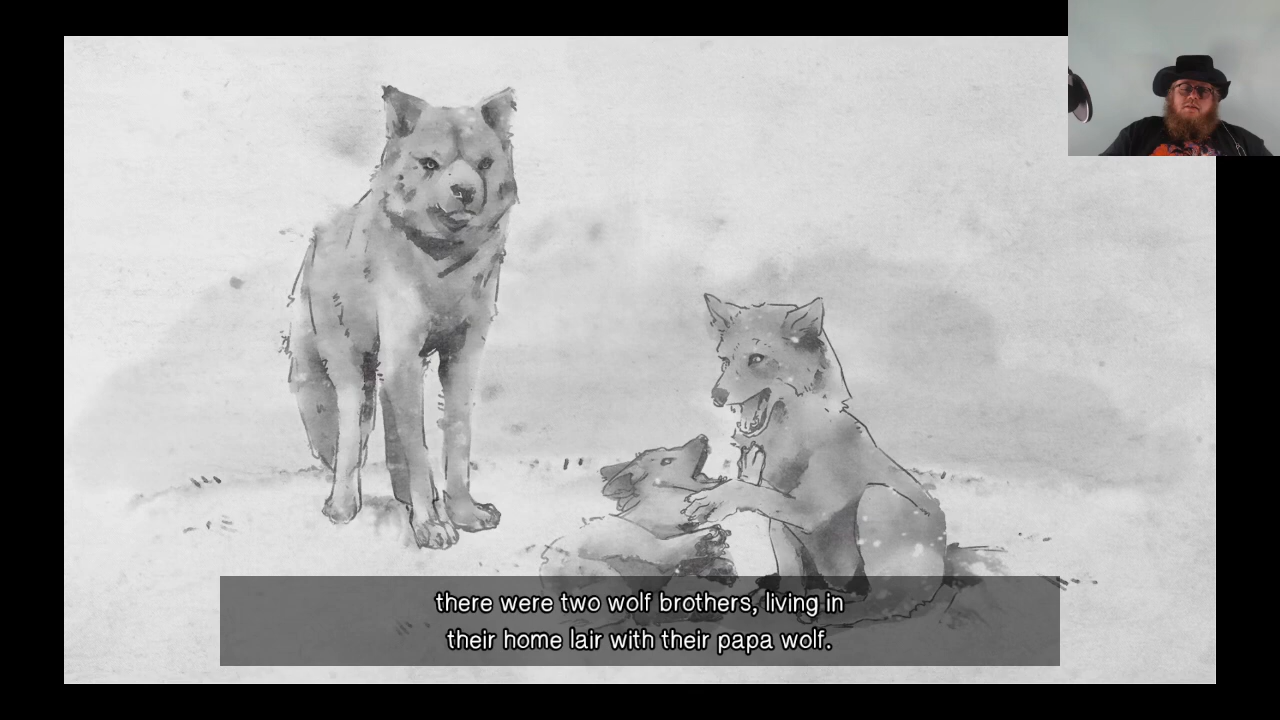 there were two wolf brothers, living in
their home lair with their papa wolf.